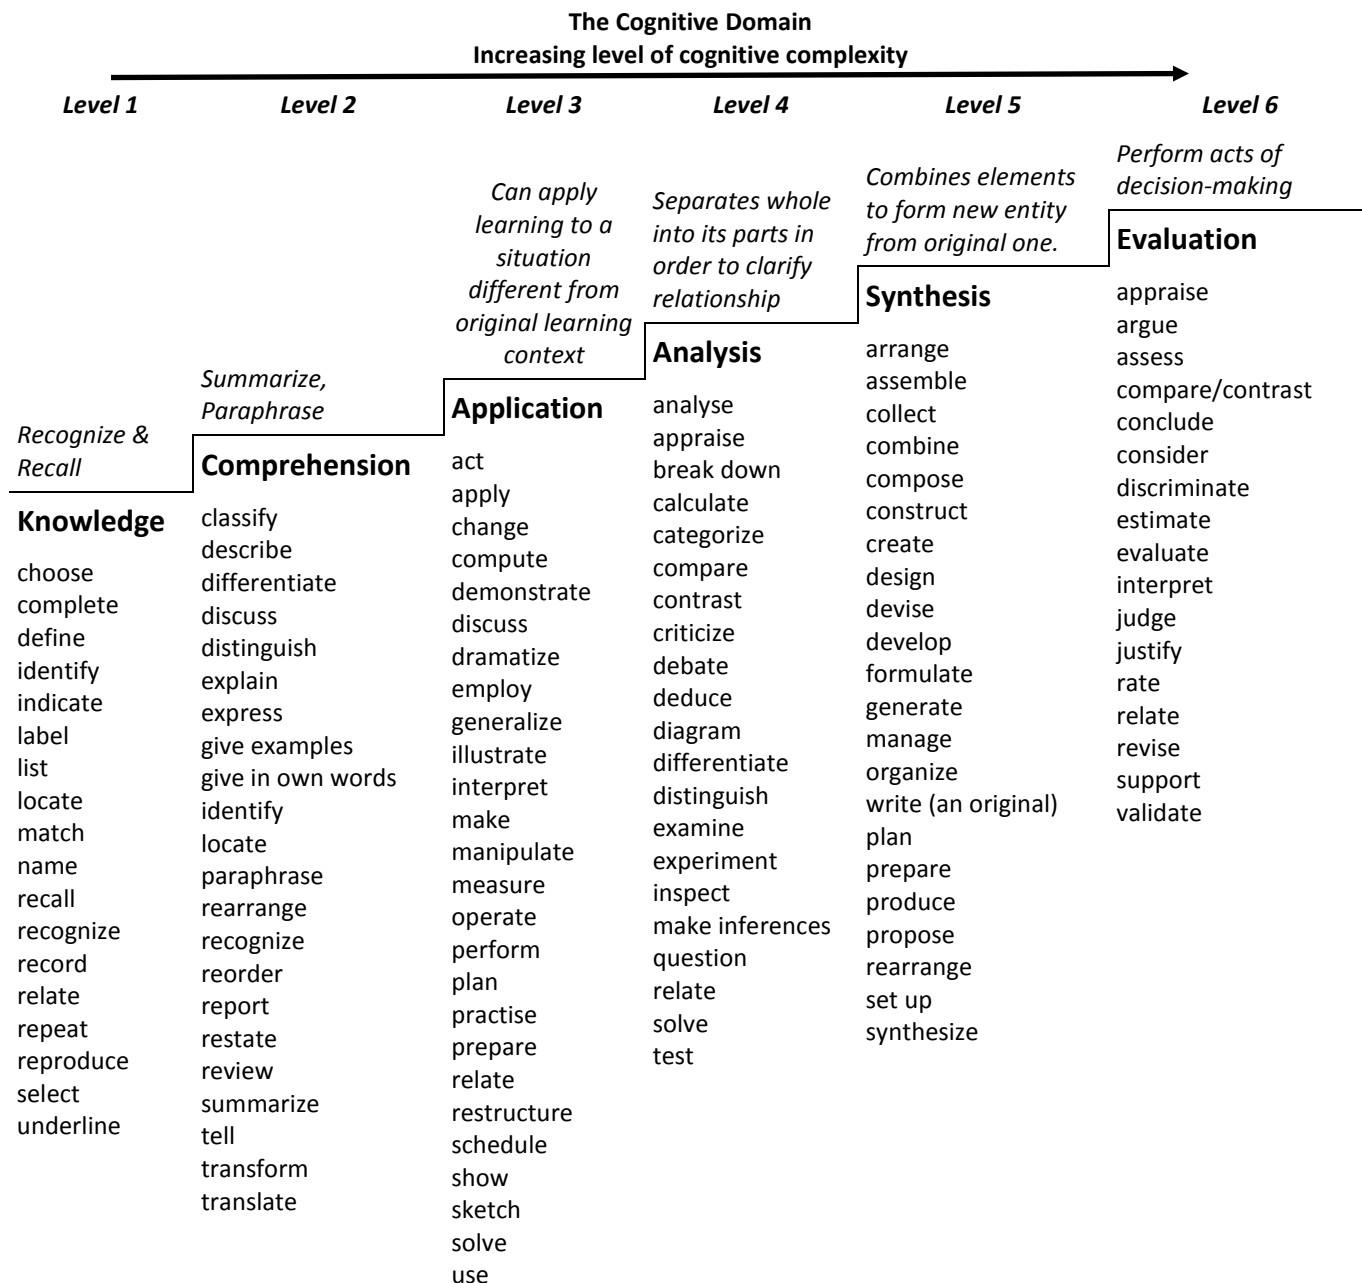 The Cognitive Domain
Increasing level of cognitive complexity
Level 1
Level 2
Level 3
Level 4
Level 5
Level 6
Recognize &
Recall
Knowledge
choose
complete
define
identify
indicate
label
list
locate
match
name
recall
recognize
record
relate
repeat
reproduce
select
underline
Summarize,
Paraphrase
Comprehension
classify
describe
differentiate
discuss
distinguish
explain
express
give examples
give in own words
identify
locate
paraphrase
rearrange
recognize
reorder
report
restate
review
summarize
tell
transform
translate
Can apply
learning to a
situation
different from
original learning
context
Application
act
apply
change
compute
demonstrate
discuss
dramatize
employ
generalize
illustrate
interpret
make
manipulate
measure
operate
perform
plan
practise
prepare
relate
restructure
schedule
show
sketch
solve
use
Separates whole
into its parts in
order to clarify
relationship
Analysis
analyse
appraise
break down
calculate
categorize
compare
contrast
criticize
debate
deduce
diagram
differentiate
distinguish
examine
experiment
inspect
make inferences
question
relate
solve
test
Combines elements
to form new entity
from original one.
Synthesis
arrange
assemble
collect
combine
compose
construct
create
design
devise
develop
formulate
generate
manage
organize
write (an original)
plan
prepare
produce
propose
rearrange
set up
synthesize
Perform acts of
decision-making
Evaluation
appraise
argue
assess
compare/contrast
conclude
consider
discriminate
estimate
evaluate
interpret
judge
justify
rate
relate
revise
support
validate